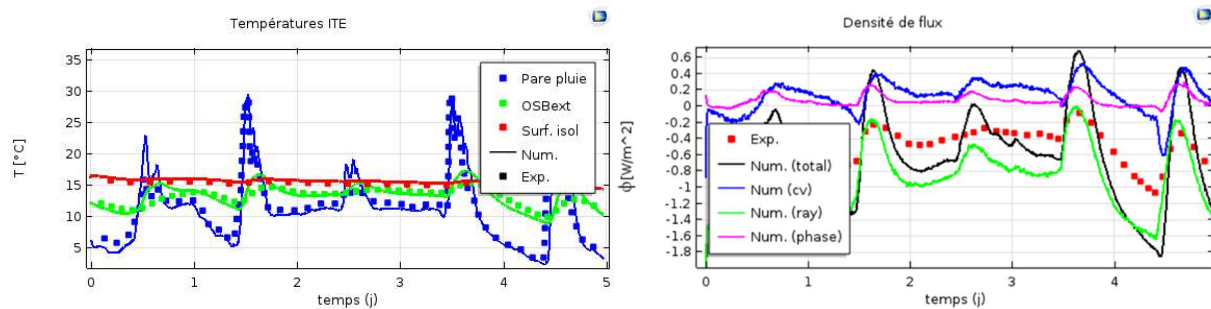 Températures ITE
T [°C]
35
30
25
20
15
10
5
0 1 2 3 4 5
temps (j)
Pare pluie
OSBext
Surf. isol
Num.
Exp.
Densité de flux
ϕ[W/m^2]
0.6
0.4
0.2
0
-0.2
-0.4
-0.6
-0.8
-1
-1.2
-1.4
-1.6
-1.8
0 1 2 3 4
temps (j)
Exp.
Num. (total)
Num (cv)
Num. (ray)
Num. (phase)